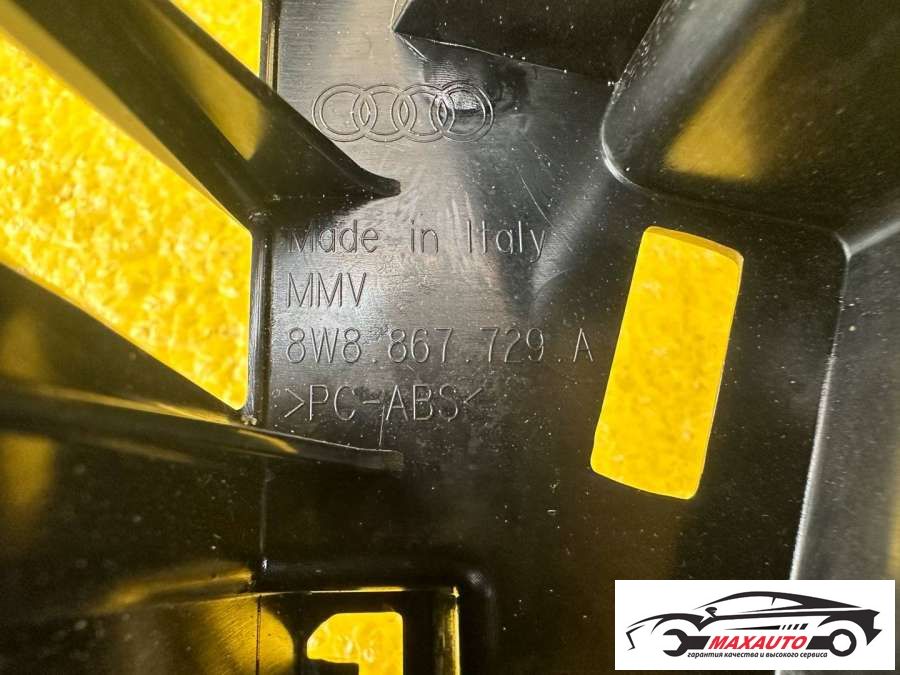 Made in Italy
MMV
8W8.867.729.A
>PC-ABS<
MAXAUTO
гарантия качества и высокого сервиса